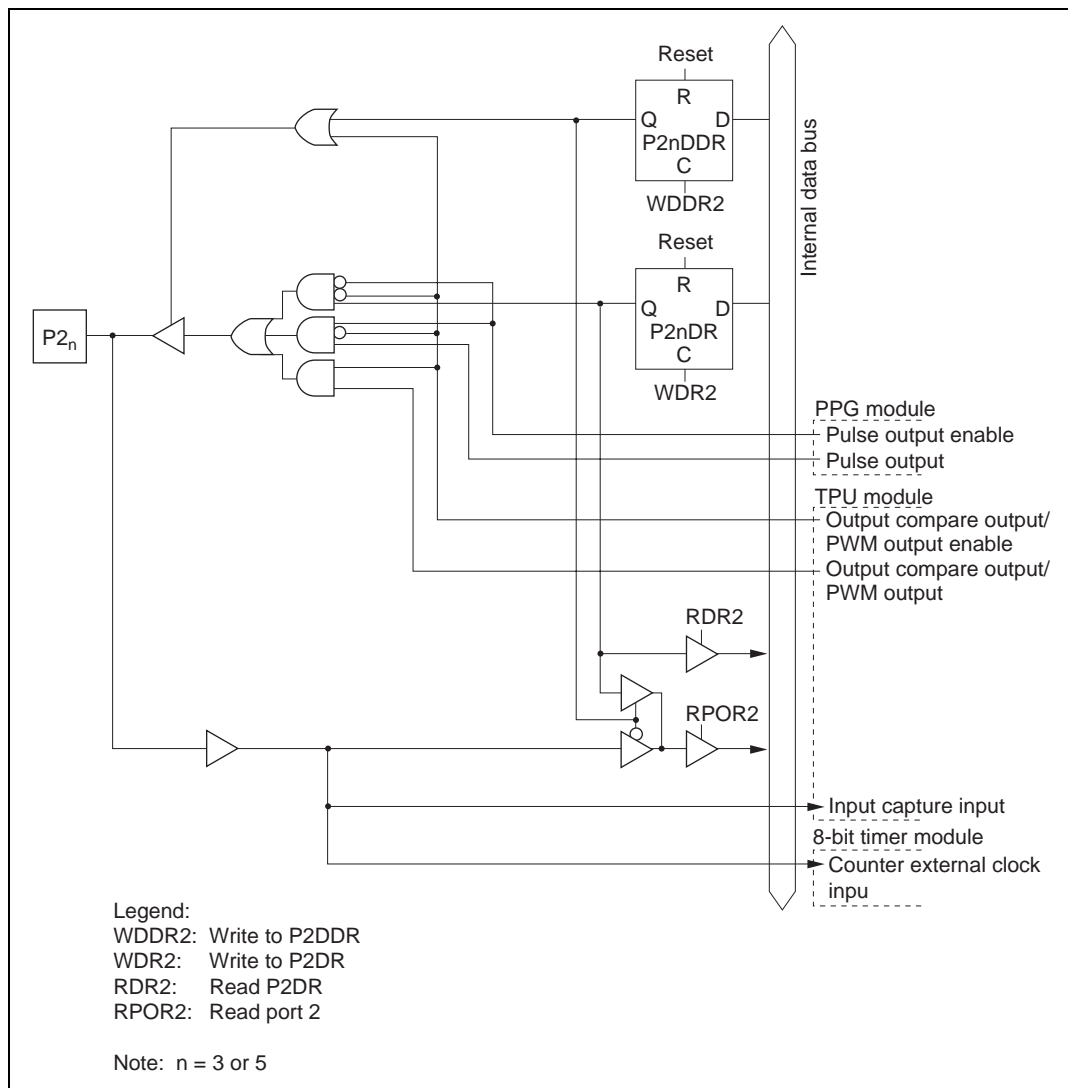 Reset
R
Q D
P2nDDR
C
WDDR2
Internal data bus
Reset
R
Q D
P2nDR
C
WDR2
P2n
PPG module
Pulse output enable
Pulse output
TPU module
Output compare output/
PWM output enable
Output compare output/
PWM output
RDR2
RPOR2
Input capture input
8-bit timer module
Counter external clock
inpu
Legend:
WDDR2: Write to P2DDR
WDR2: Write to P2DR
RDR2: Read P2DR
RPOR2: Read port 2
Note: n = 3 or 5